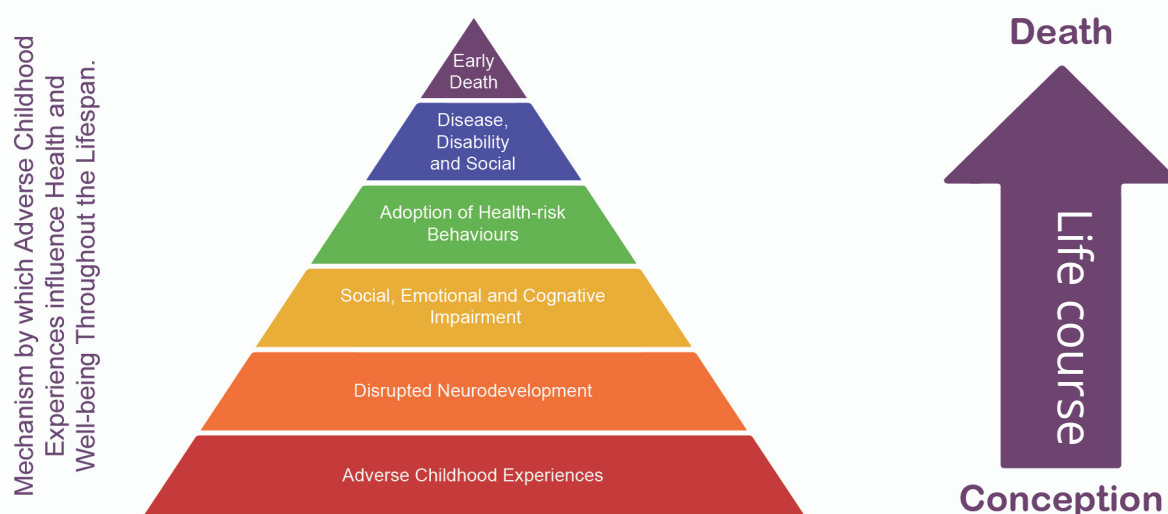 Mechanism by which Adverse Childhood
Experiences influence Health and
Well-being Throughout the Lifespan.
Early
Death
Disease,
Disability
and Social
Adoption of Health-risk
Behaviours
Social, Emotional and Cognative
Impairment
Disrupted Neurodevelopment
Adverse Childhood Experiences
Death
Life course
Conception